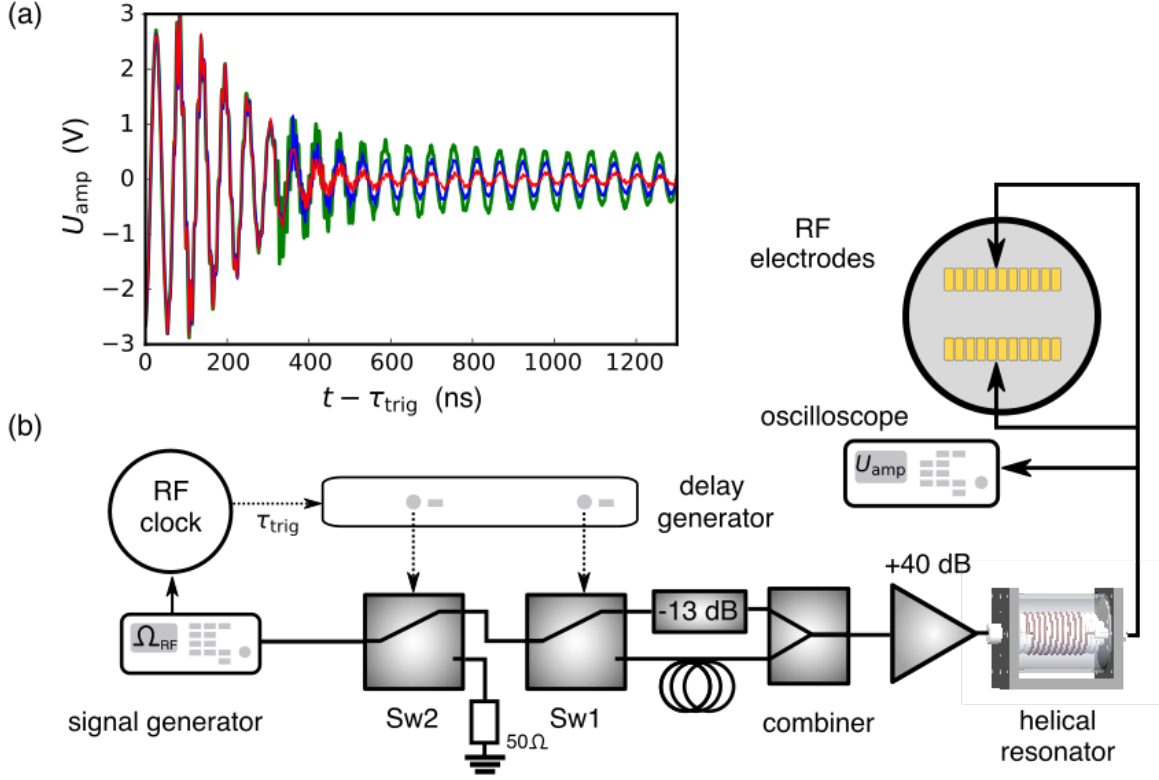 (a)
3
2
1
0
−1
−2
−3
U_amp (V)
0 200 400 600 800 1000 1200
t − τ_trig (ns)
(b)
RF
clock
τ_trig
delay
generator
RF
electrodes
oscilloscope
U_amp
+40 dB
Ω_RF
-13 dB
signal generator
Sw2
50Ω
Sw1
combiner
helical
resonator